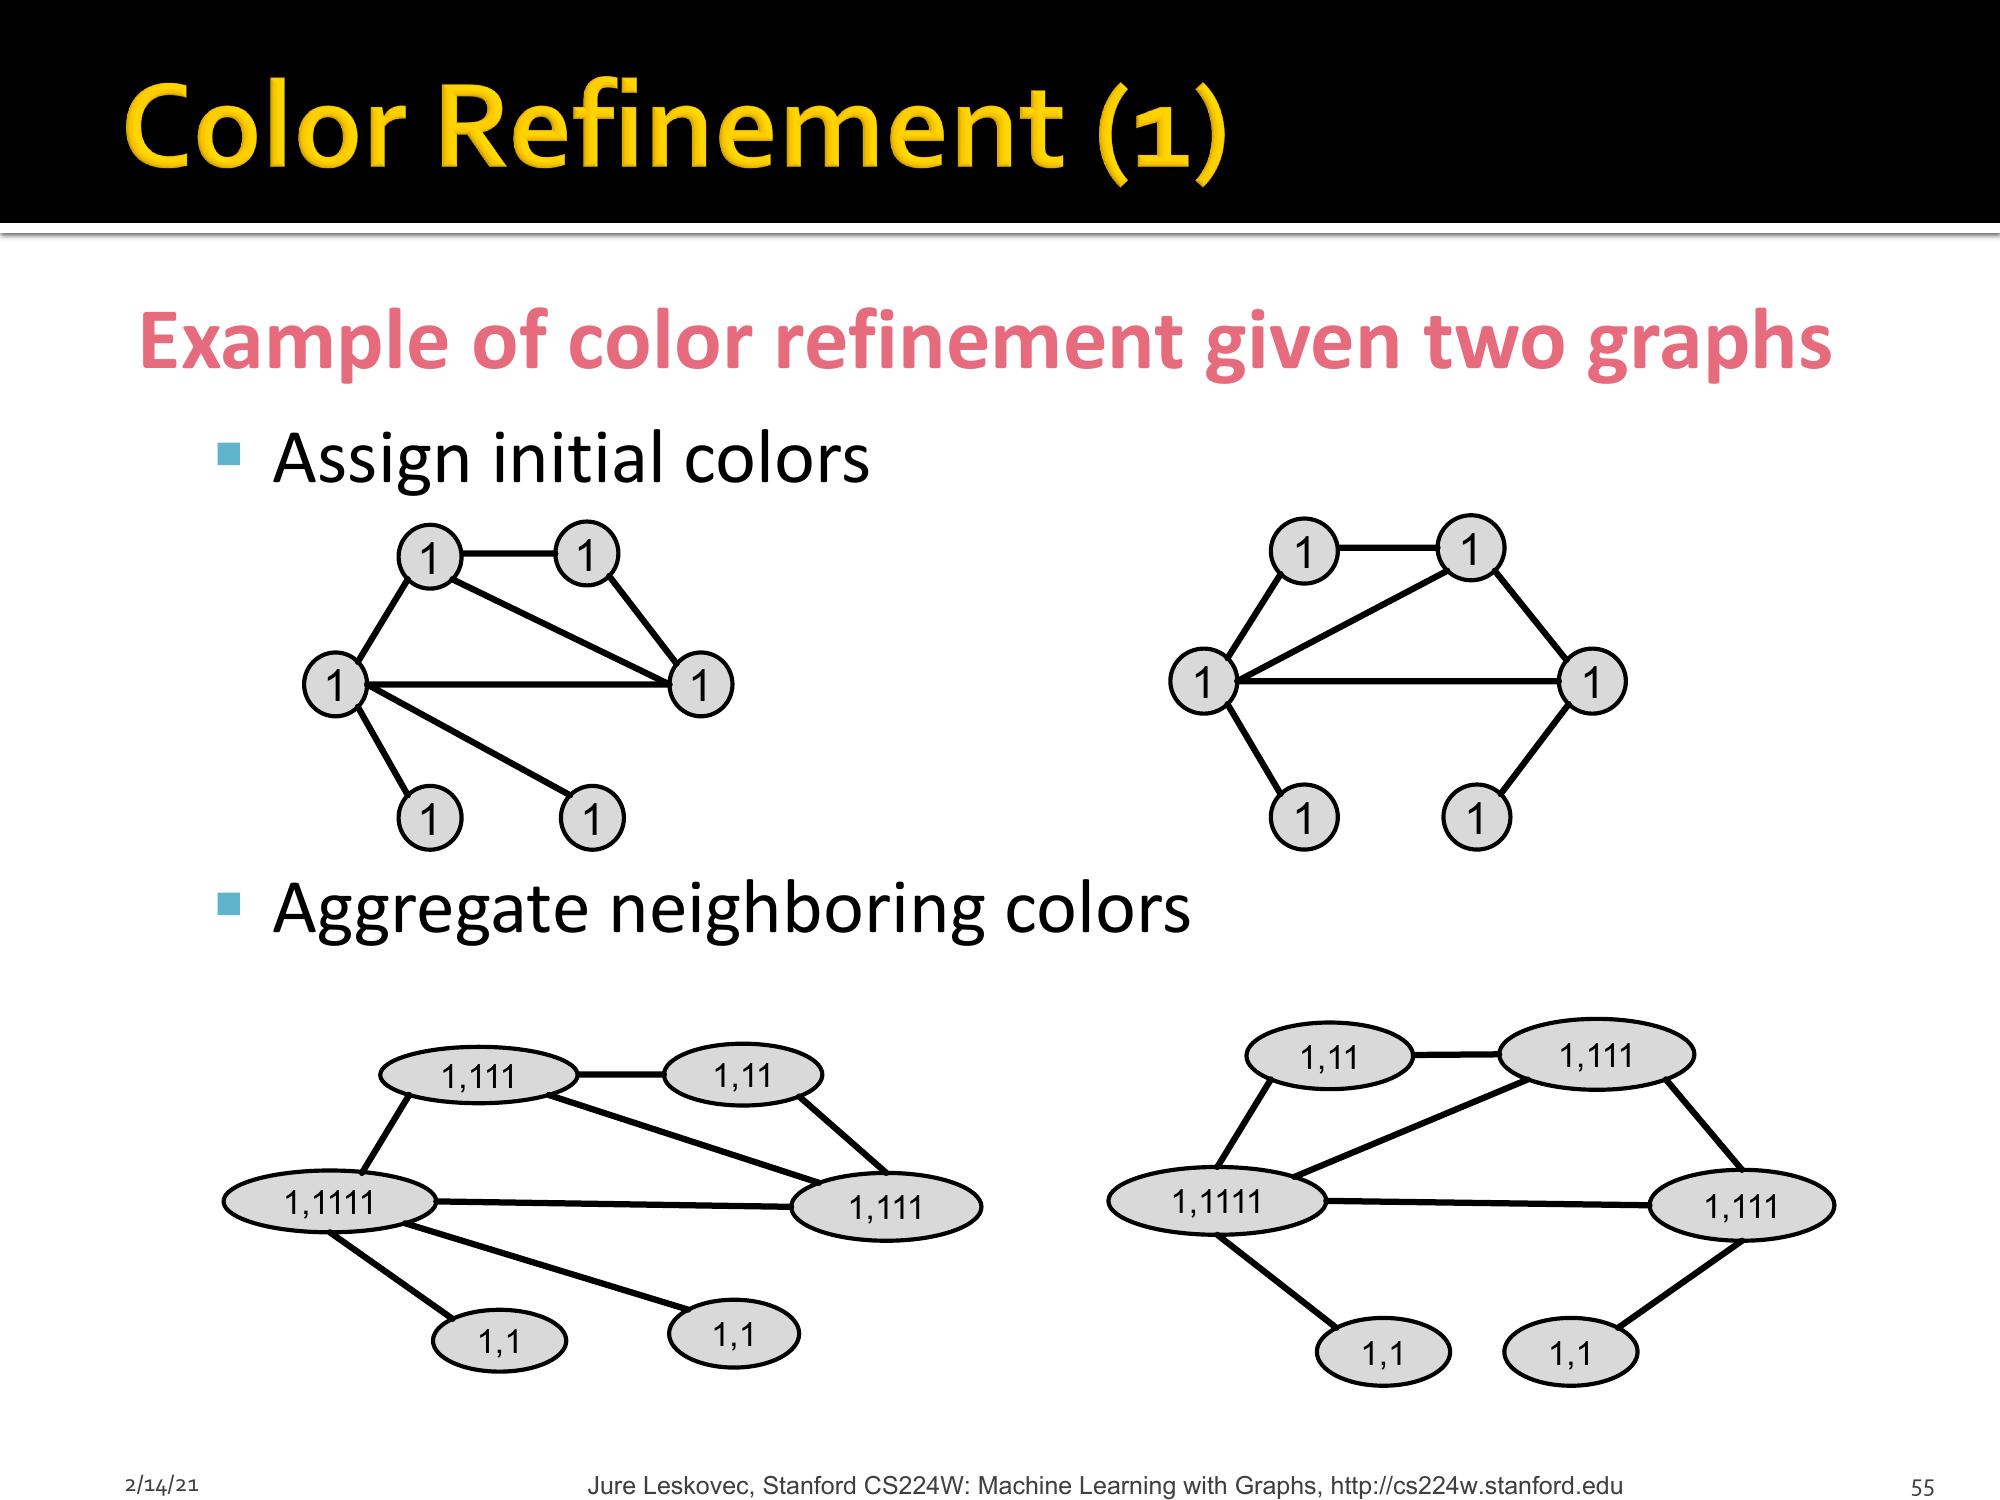 Color Refinement (1)
Example of color refinement given two graphs
▪ Assign initial colors
1 1 1 1
1 1 1 1
1 1 1 1
▪ Aggregate neighboring colors
1,111 1,11 1,11 1,111
1,1111 1,111 1,1111 1,111
1,1 1,1 1,1 1,1
2/14/21 Jure Leskovec, Stanford CS224W: Machine Learning with Graphs, http://cs224w.stanford.edu 55